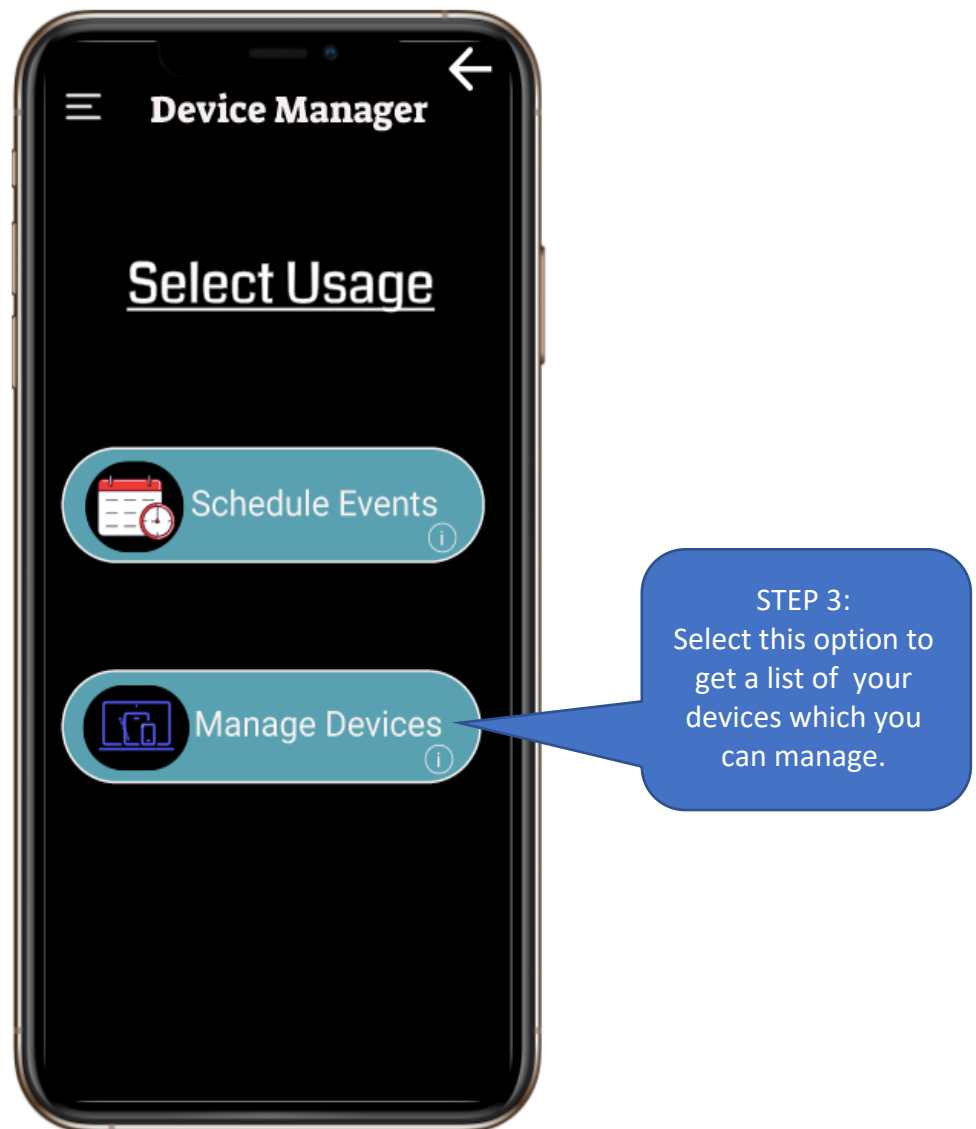 Device Manager
Select Usage
Schedule Events
i
STEP 3:
Select this option to
get a list of  your
devices which you
can manage.
Manage Devices
i